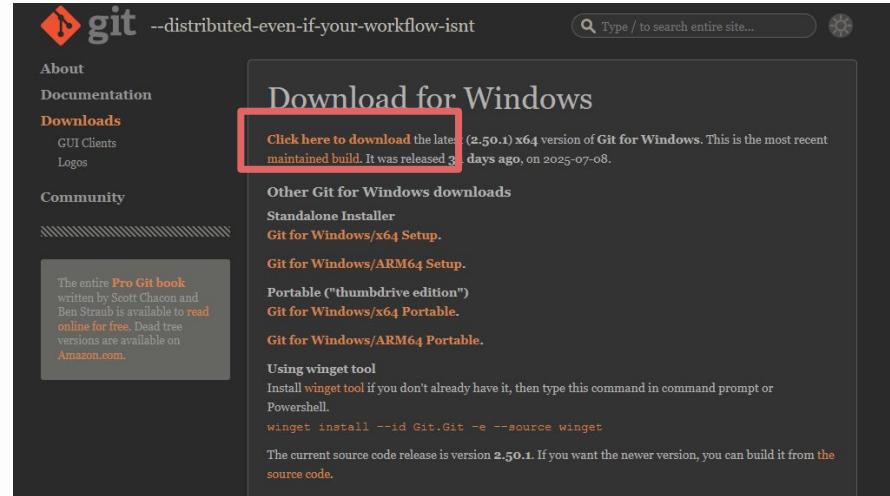 git --distributed-even-if-your-workflow-isnt
Type / to search entire site...
About
Documentation
Downloads
GUI Clients
Logos
Community
The entire Pro Git book
written by Scott Chacon and
Ben Straub is available to read
online for free. Dead tree
versions are available on
Amazon.com.
Download for Windows
Click here to download the latest (2.50.1) x64 version of Git for Windows. This is the most recent
maintained build. It was released days ago, on 2025-07-08.
Other Git for Windows downloads
Standalone Installer
Git for Windows/x64 Setup.
Git for Windows/ARM64 Setup.
Portable ("thumbdrive edition")
Git for Windows/x64 Portable.
Git for Windows/ARM64 Portable.
Using winget tool
Install winget tool if you don't already have it, then type this command in command prompt or
Powershell.
winget install --id Git.Git -e --source winget
The current source code release is version 2.50.1. If you want the newer version, you can build it from the
source code.